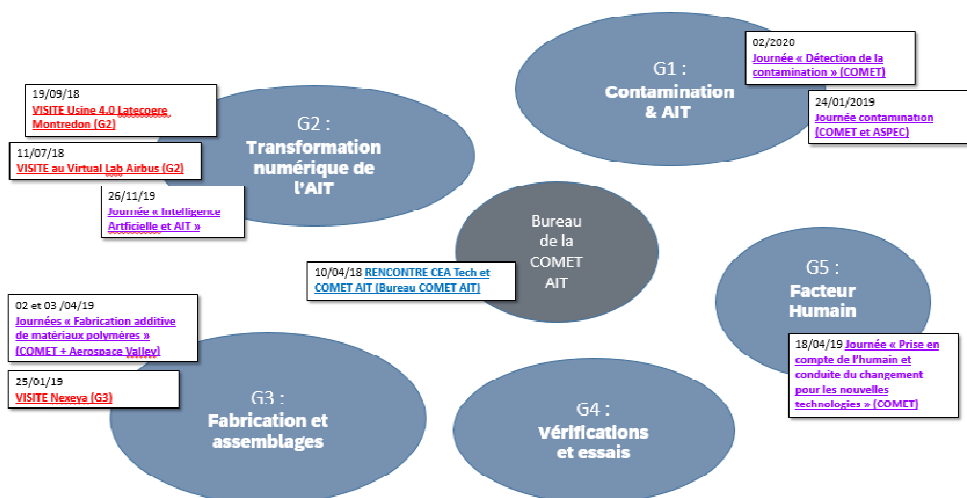 02/2020
Journée « Détection de la
contamination » (COMET)
G1 :
Contamination
& AIT
24/01/2019
Journée contamination
(COMET et ASPEC)
19/09/18
VISITE Usine 4.0 Latecoere,
Montredon (G2)
G2 :
Transformation
numérique de
l'AIT
11/07/18
VISITE au Virtual Lab Airbus (G2)
26/11/19
Journée « Intelligence
Artficielle et AIT »
Bureau
de la
COMET
AIT
10/04/18 RENCONTRE CEA Tech et
COMET AIT (Bureau COMET AIT)
G5 :
Facteur
Humain
18/04/19 Journée « Prise en
compte de l'humain et
conduite du changement
pour les nouvelles
technologies » (COMET)
02 et 03 /04/19
Journées « Fabrication additive
de matériaux polymères »
(COMET + Aerospace Valley)
25/01/19
VISITE Nexeya (G3)
G3 :
Fabrication et
assemblages
G4 :
Vérifications
et essais